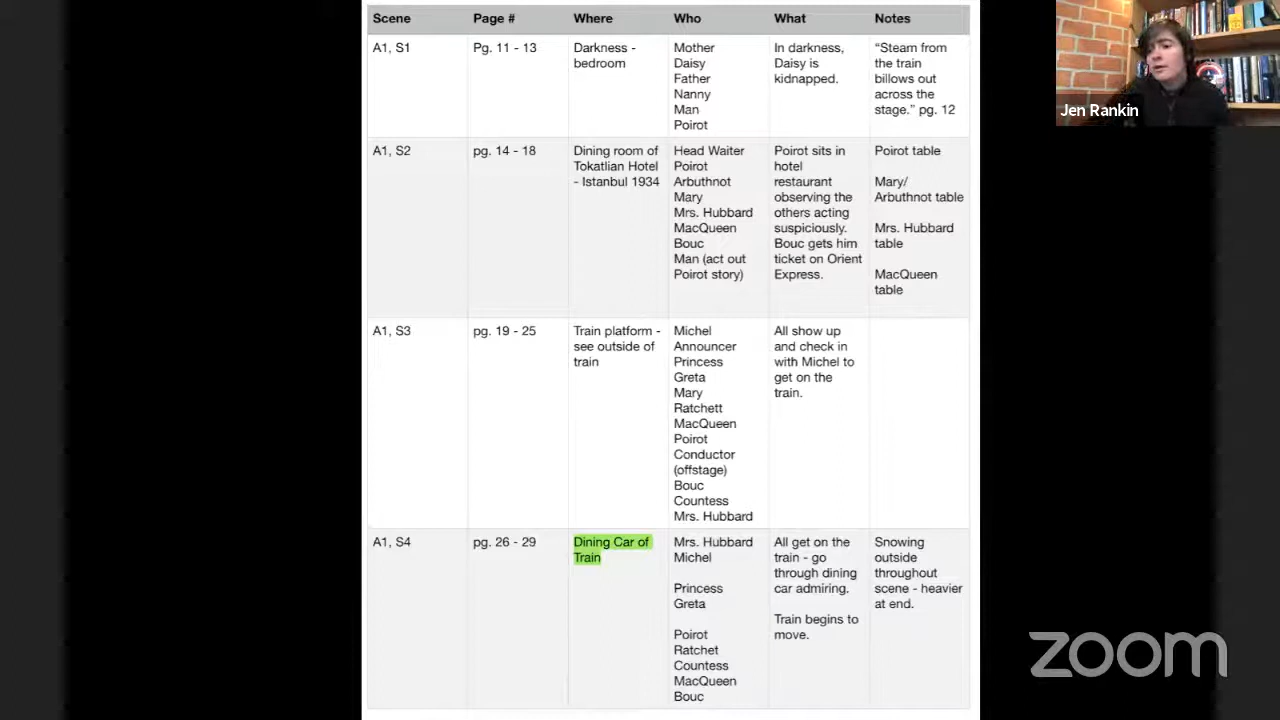 Scene Page # Where Who What Notes
A1, S1
Pg. 11 - 13
Darkness -
bedroom
Mother
Daisy
Father
Nanny
Man
Poirot
In darkness,
Daisy is
kidnapped.
“Steam from
the train
billows out
across the
stage.” pg. 12
A1, S2
pg. 14 - 18
Dining room of
Tokatlian Hotel
- Istanbul 1934
Head Waiter
Poirot
Arbuthnot
Mary
Mrs. Hubbard
MacQueen
Bouc
Man (act out
Poirot story)
Poirot sits in
hotel
restaurant
observing the
others acting
suspiciously.
Bouc gets him
ticket on Orient
Express.
Poirot table
Mary/
Arbuthnot table
Mrs. Hubbard
table
MacQueen
table
A1, S3
pg. 19 - 25
Train platform -
see outside of
train
Michel
Announcer
Princess
Greta
Mary
Ratchett
MacQueen
Poirot
Conductor
(offstage)
Bouc
Countess
Mrs. Hubbard
All show up
and check in
with Michel to
get on the
train.
A1, S4
pg. 26 - 29
Dining Car of
Train
Mrs. Hubbard
Michel
Princess
Greta
Poirot
Ratchet
Countess
MacQueen
Bouc
All get on the
train - go
through dining
car admiring.
Train begins to
move.
Snowing
outside
throughout
scene - heavier
at end.
Jen Rankin
zoom